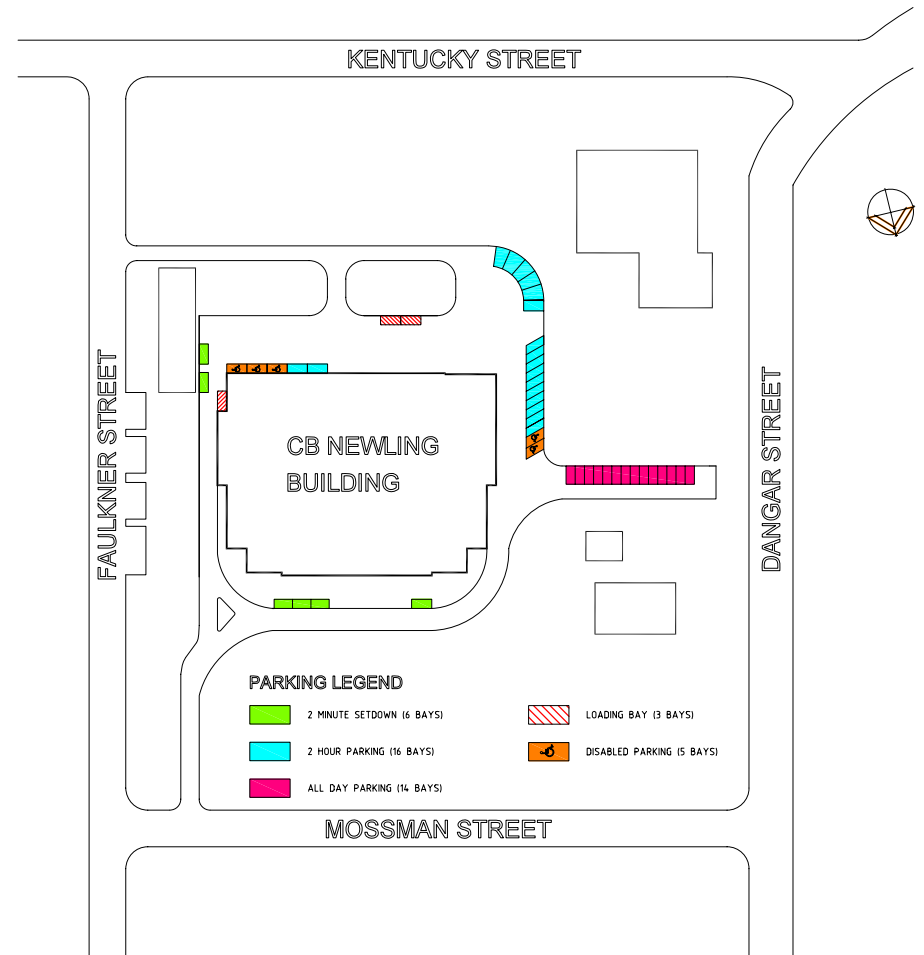 KENTUCKY STREET
FAULKNER STREET
CB NEWLING
BUILDING
DANGAR STREET
PARKING LEGEND
2 MINUTE SETDOWN (6 BAYS)
LOADING BAY (3 BAYS)
2 HOUR PARKING (16 BAYS)
DISABLED PARKING (5 BAYS)
ALL DAY PARKING (14 BAYS)
MOSSMAN STREET